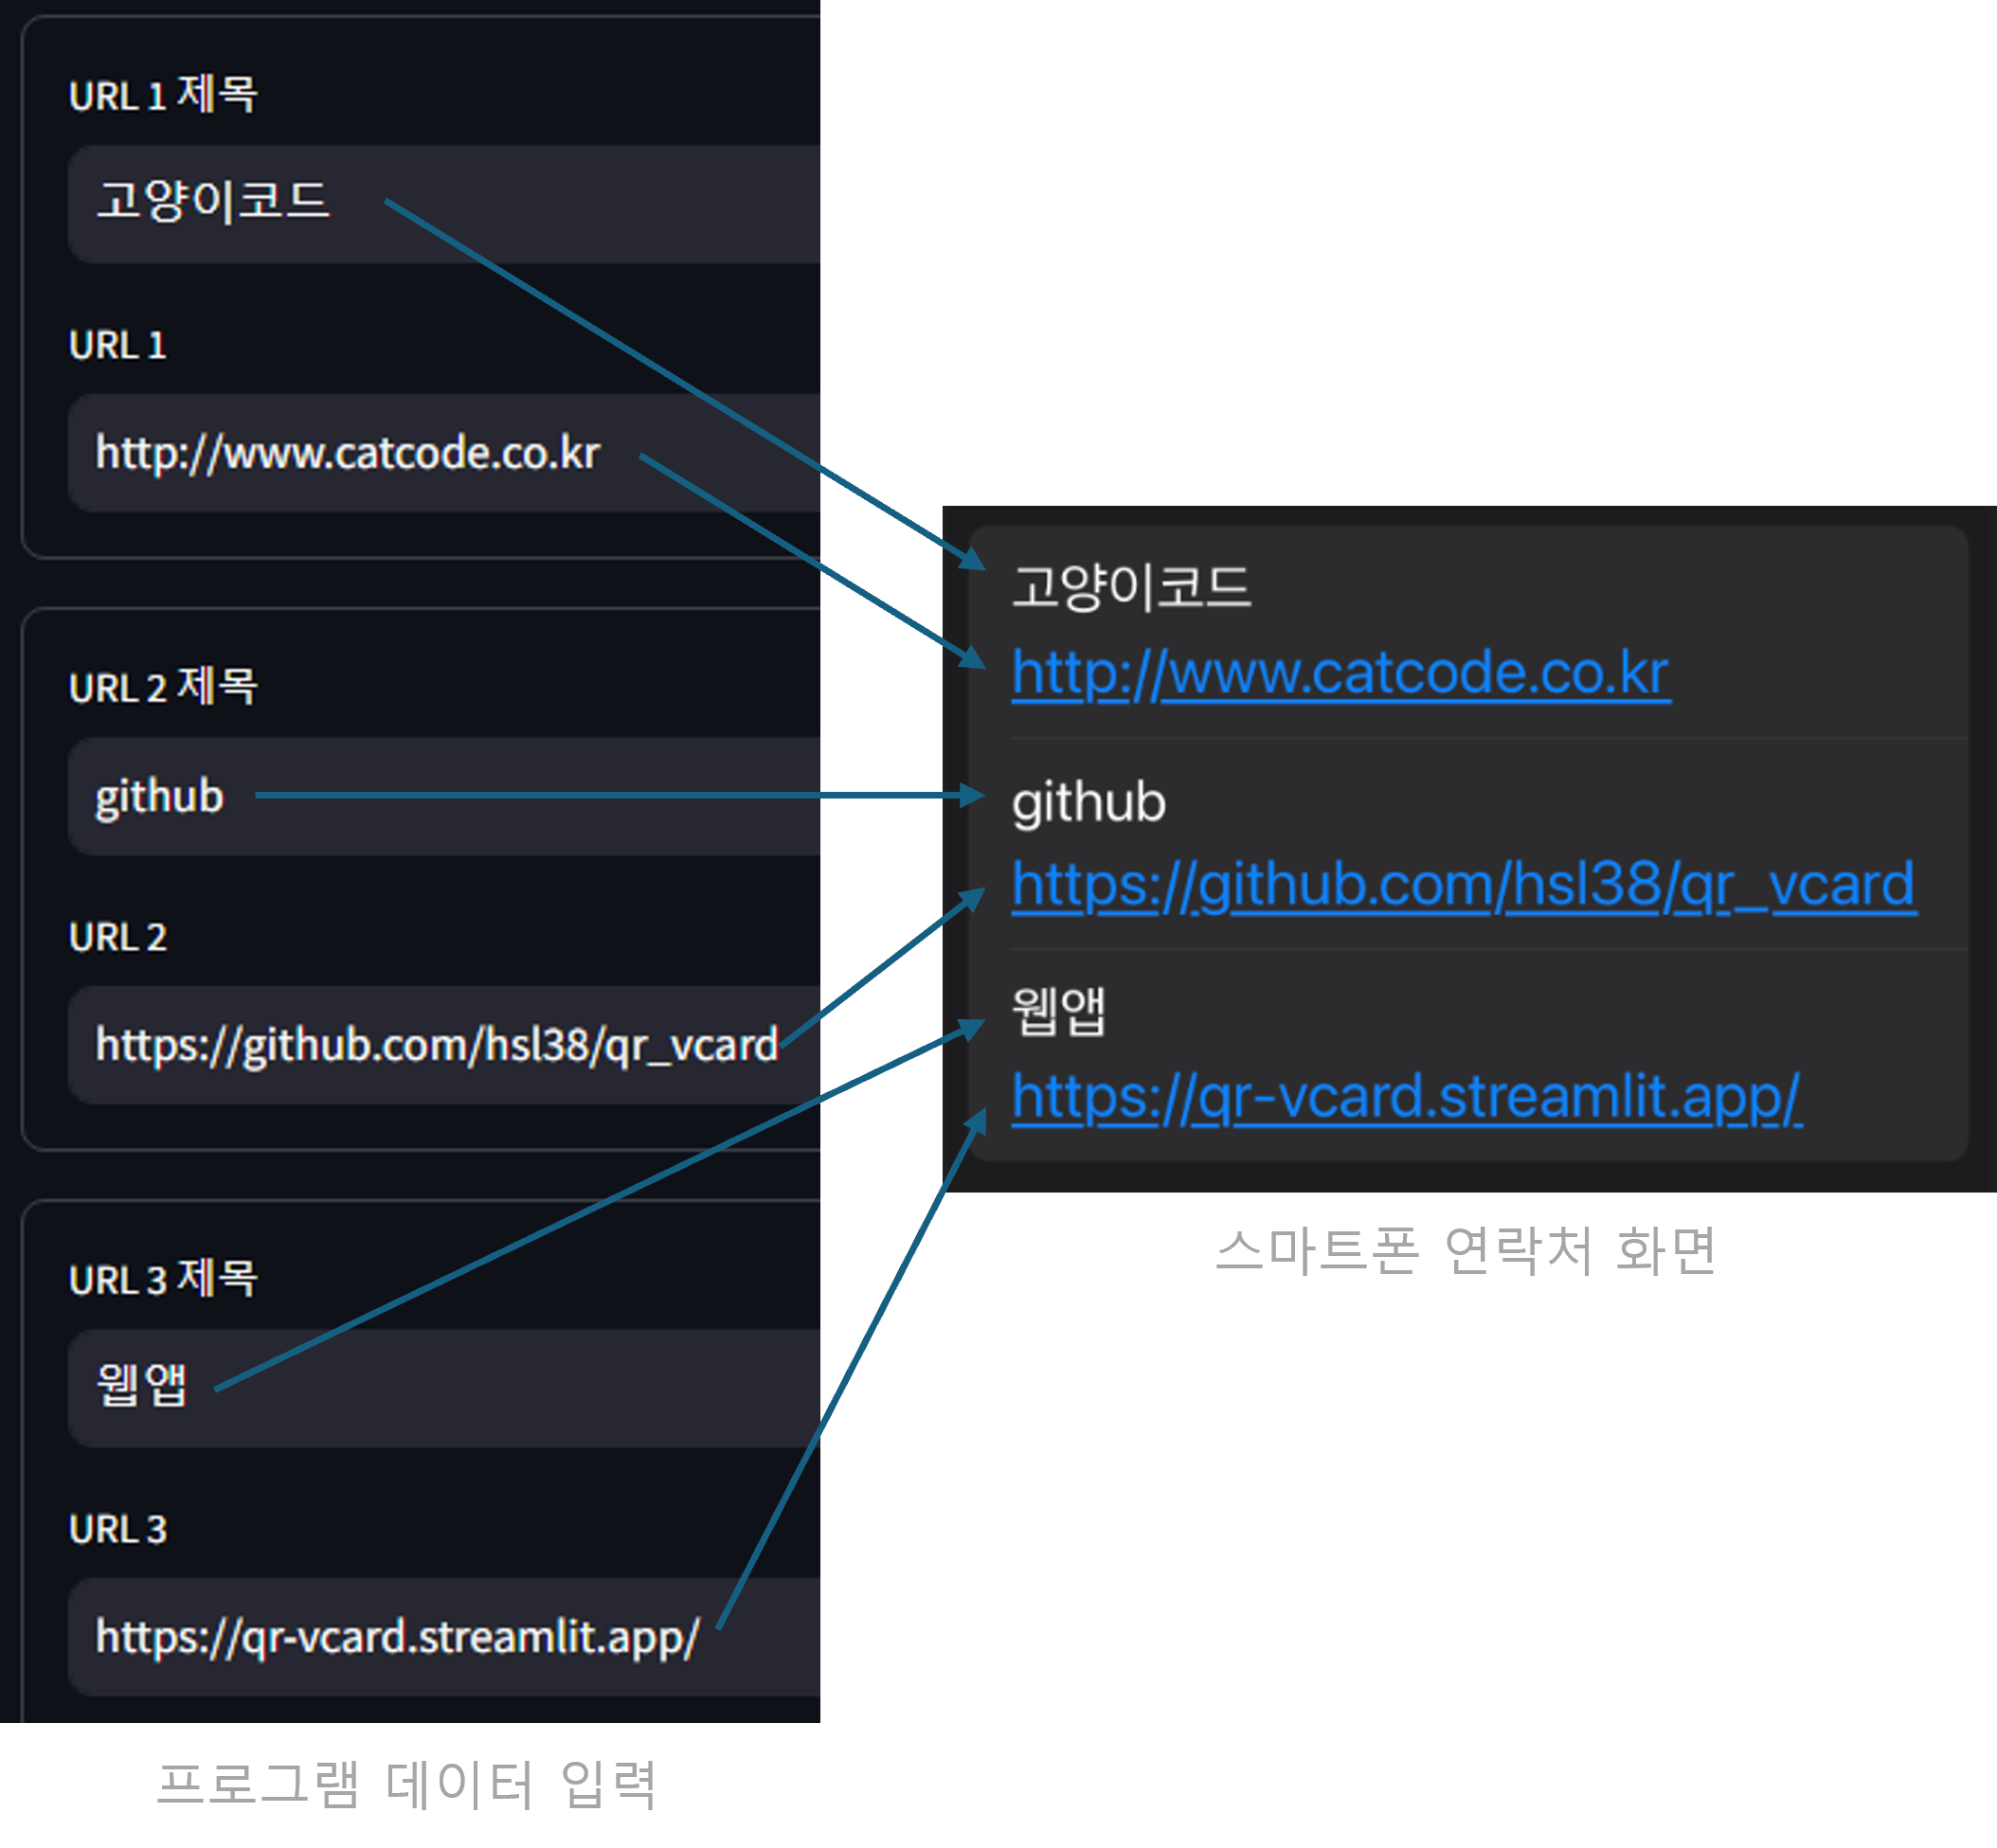 URL 1 제목
고양이코드
URL 1
http://www.catcode.co.kr
URL 2 제목
github
URL 2
https://github.com/hsl38/qr_vcard
URL 3 제목
웹앱
URL 3
https://qr-vcard.streamlit.app/
프로그램 데이터 입력
고양이코드
http://www.catcode.co.kr
github
https://github.com/hsl38/qr_vcard
웹앱
https://qr-vcard.streamlit.app/
스마트폰 연락처 화면